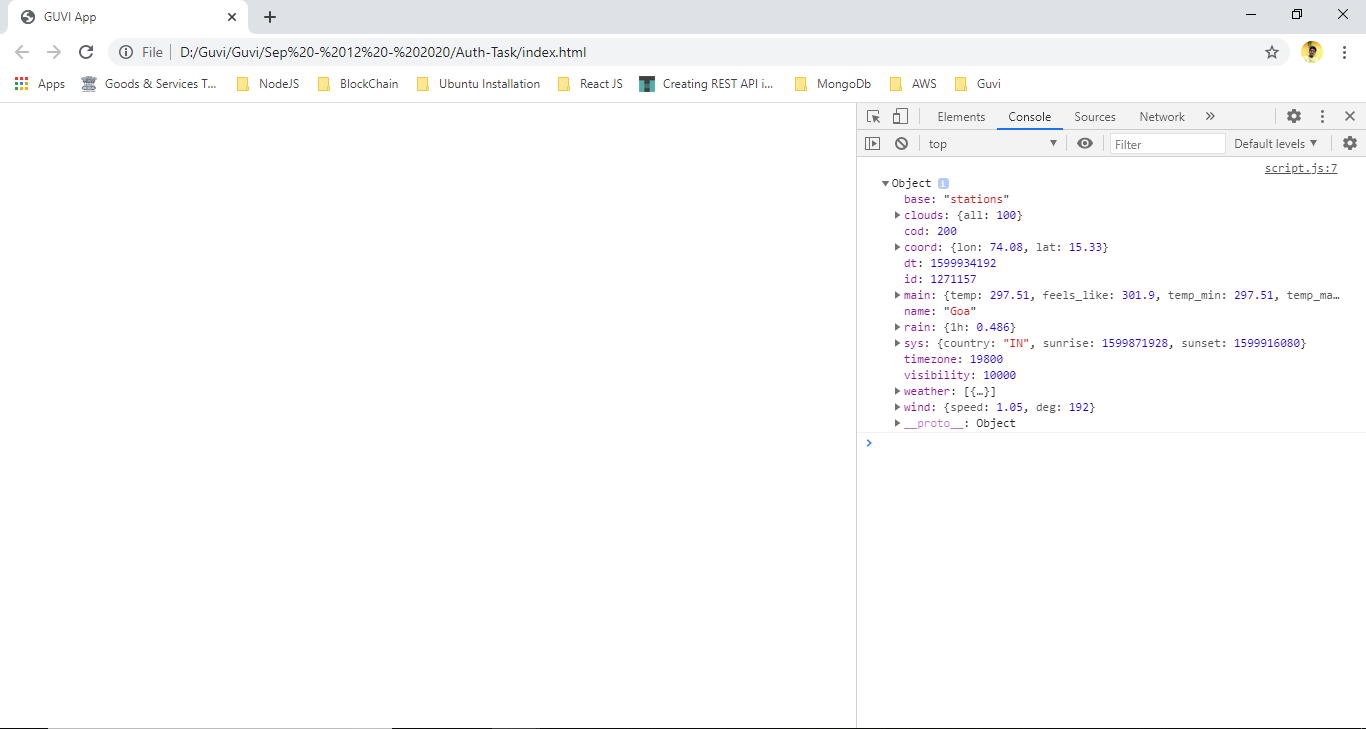 GUVI App
File D:/Guvi/Guvi/Sep%20-%2012%20-%202020/Auth-Task/index.html
Apps Goods & Services T... NodeJS BlockChain Ubuntu Installation React JS Creating REST API i... MongoDb AWS Guvi
Elements Console Sources Network »
top Filter Default levels
script.js:7
Object i
base: "stations"
clouds: {all: 100}
cod: 200
coord: {lon: 74.08, lat: 15.33}
dt: 1599934192
id: 1271157
main: {temp: 297.51, feels_like: 301.9, temp_min: 297.51, temp_ma…
name: "Goa"
rain: {1h: 0.486}
sys: {country: "IN", sunrise: 1599871928, sunset: 1599916080}
timezone: 19800
visibility: 10000
weather: [{…}]
wind: {speed: 1.05, deg: 192}
__proto__: Object